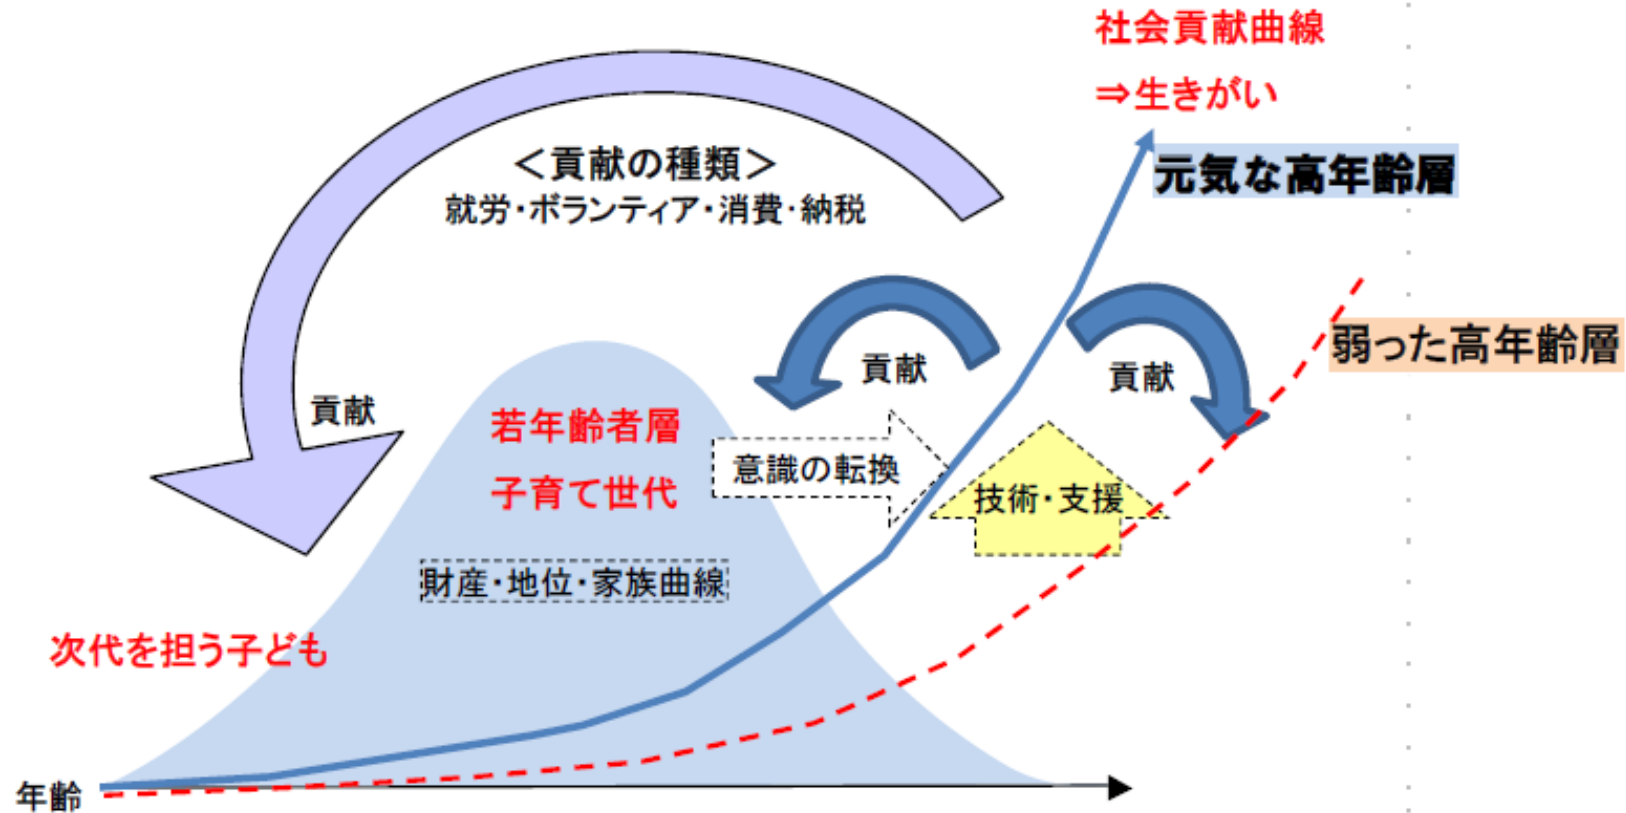 社会貢献曲線
⇒生きがい
＜貢献の種類＞
就労・ボランティア・消費・納税
元気な高年齢層
弱った高年齢層
貢献
貢献
貢献
若年齢者層
子育て世代
意識の転換
技術・支援
財産・地位・家族曲線
次代を担う子ども
年齢